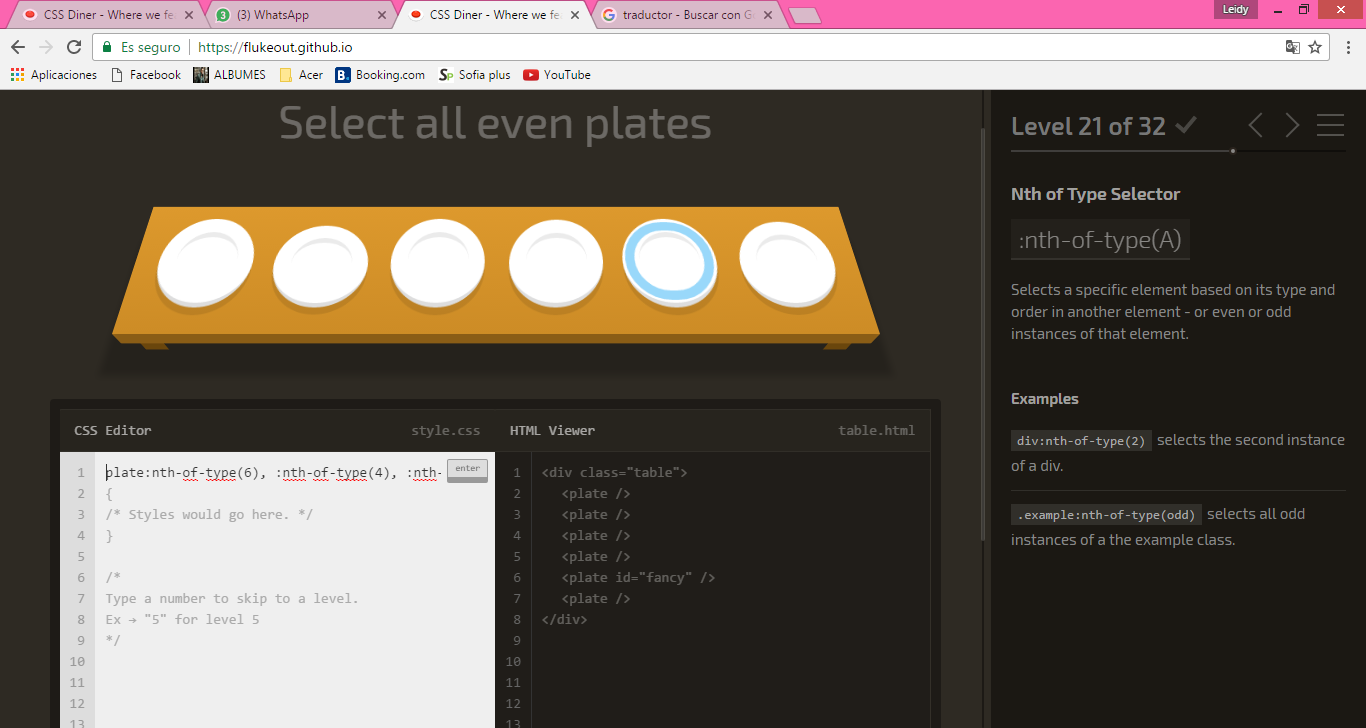 CSS Diner - Where we fe
(3) WhatsApp
CSS Diner - Where we fe
traductor - Buscar con G
Leidy
Es seguro
https://flukeout.github.io
Aplicaciones
Facebook
ALBUMES
Acer
B.
Booking.com
Sp
Sofia plus
YouTube
Select all even plates
CSS Editor
style.css
HTML Viewer
table.html
1 plate:nth-of-type(6), :nth-of-type(4), :nth-
enter
2 {
3 /* Styles would go here. */
4 }
5
6 /*
7 Type a number to skip to a level.
8 Ex → "5" for level 5
9 */
10
11
12
13
1 <div class="table">
2 <plate />
3 <plate />
4 <plate />
5 <plate />
6 <plate id="fancy" />
7 <plate />
8 </div>
9
10
11
12
13
Level 21 of 32
Nth of Type Selector
:nth-of-type(A)
Selects a specific element based on its type and
order in another element - or even or odd
instances of that element.
Examples
div:nth-of-type(2) selects the second instance
of a div.
.example:nth-of-type(odd) selects all odd
instances of a the example class.